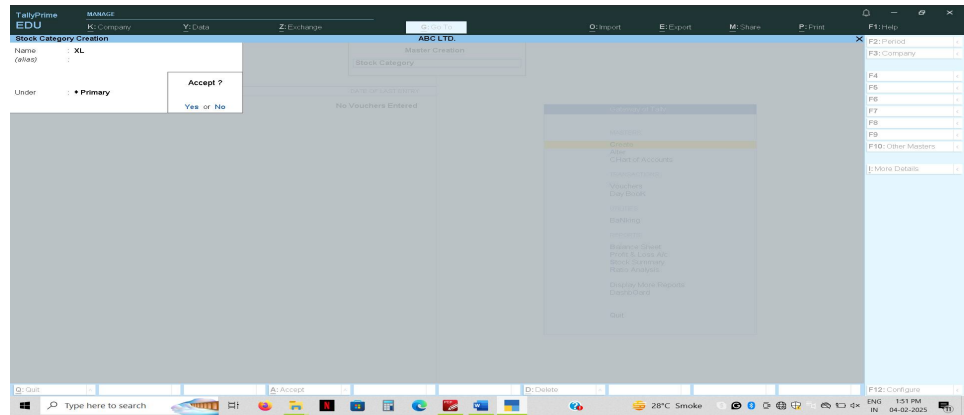 TallyPrime
EDU
MANAGE
K: Company Y: Data Z: Exchange G: Go To O: Import E: Export M: Share P: Print F1: Help
Stock Category Creation ABC LTD. ×
Name : XL
(alias) :
Under : ♦ Primary
Accept ?
Yes or No
Master Creation
Stock Category
No Vouchers Entered
Create
Alter
Chart of Accounts
Vouchers
Day Book
Banking
Balance Sheet
Profit & Loss A/c
Stock Summary
Ratio Analysis
Display More Reports
Dashboard
Quit
F2: Period
F3: Company
F4
F5
F6
F7
F8
F9
F10: Other Masters
I: More Details
Q: Quit A: Accept D: Delete F12: Configure
Type here to search
28°C Smoke
ENG
IN
1:51 PM
04-02-2025